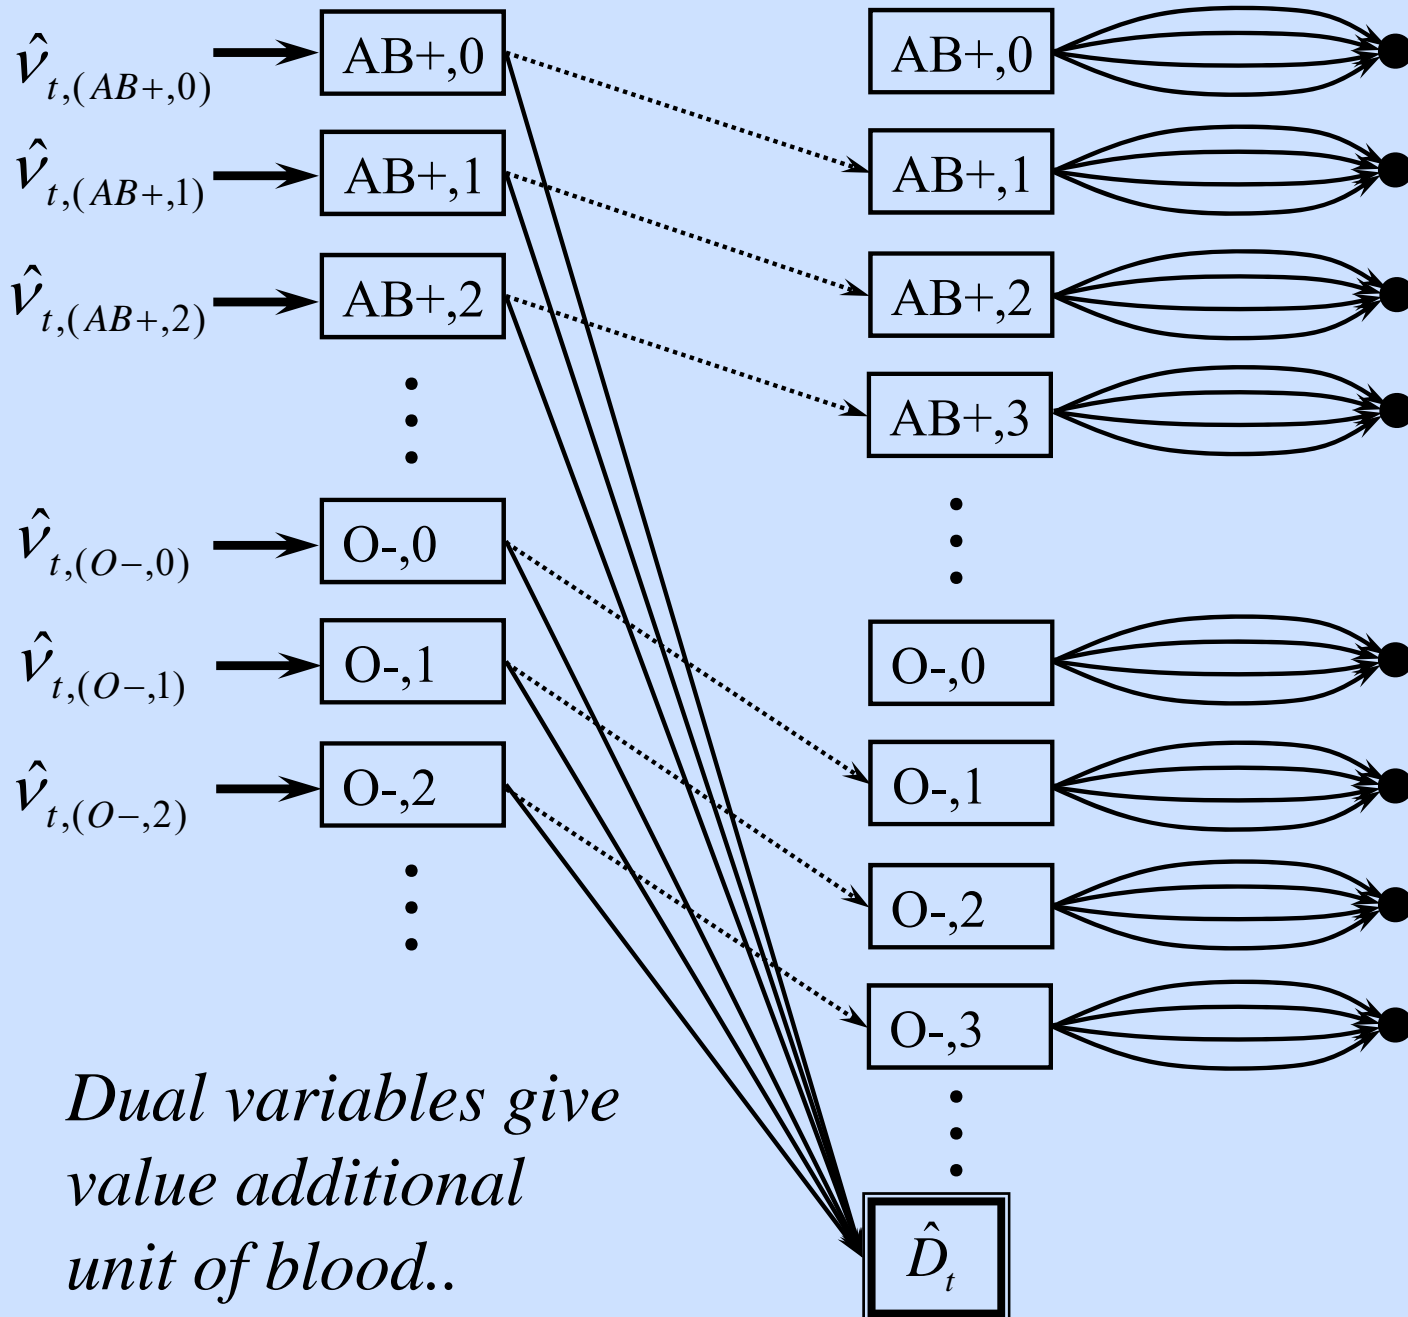 ν̂ t,(AB+,0) AB+,0 AB+,0
ν̂ t,(AB+,1) AB+,1 AB+,1
ν̂ t,(AB+,2) AB+,2 AB+,2
AB+,3
ν̂ t,(O−,0) O-,0
ν̂ t,(O−,1) O-,1 O-,0
ν̂ t,(O−,2) O-,2 O-,1
O-,2
O-,3
Dual variables give
value additional
unit of blood..
D̂ t